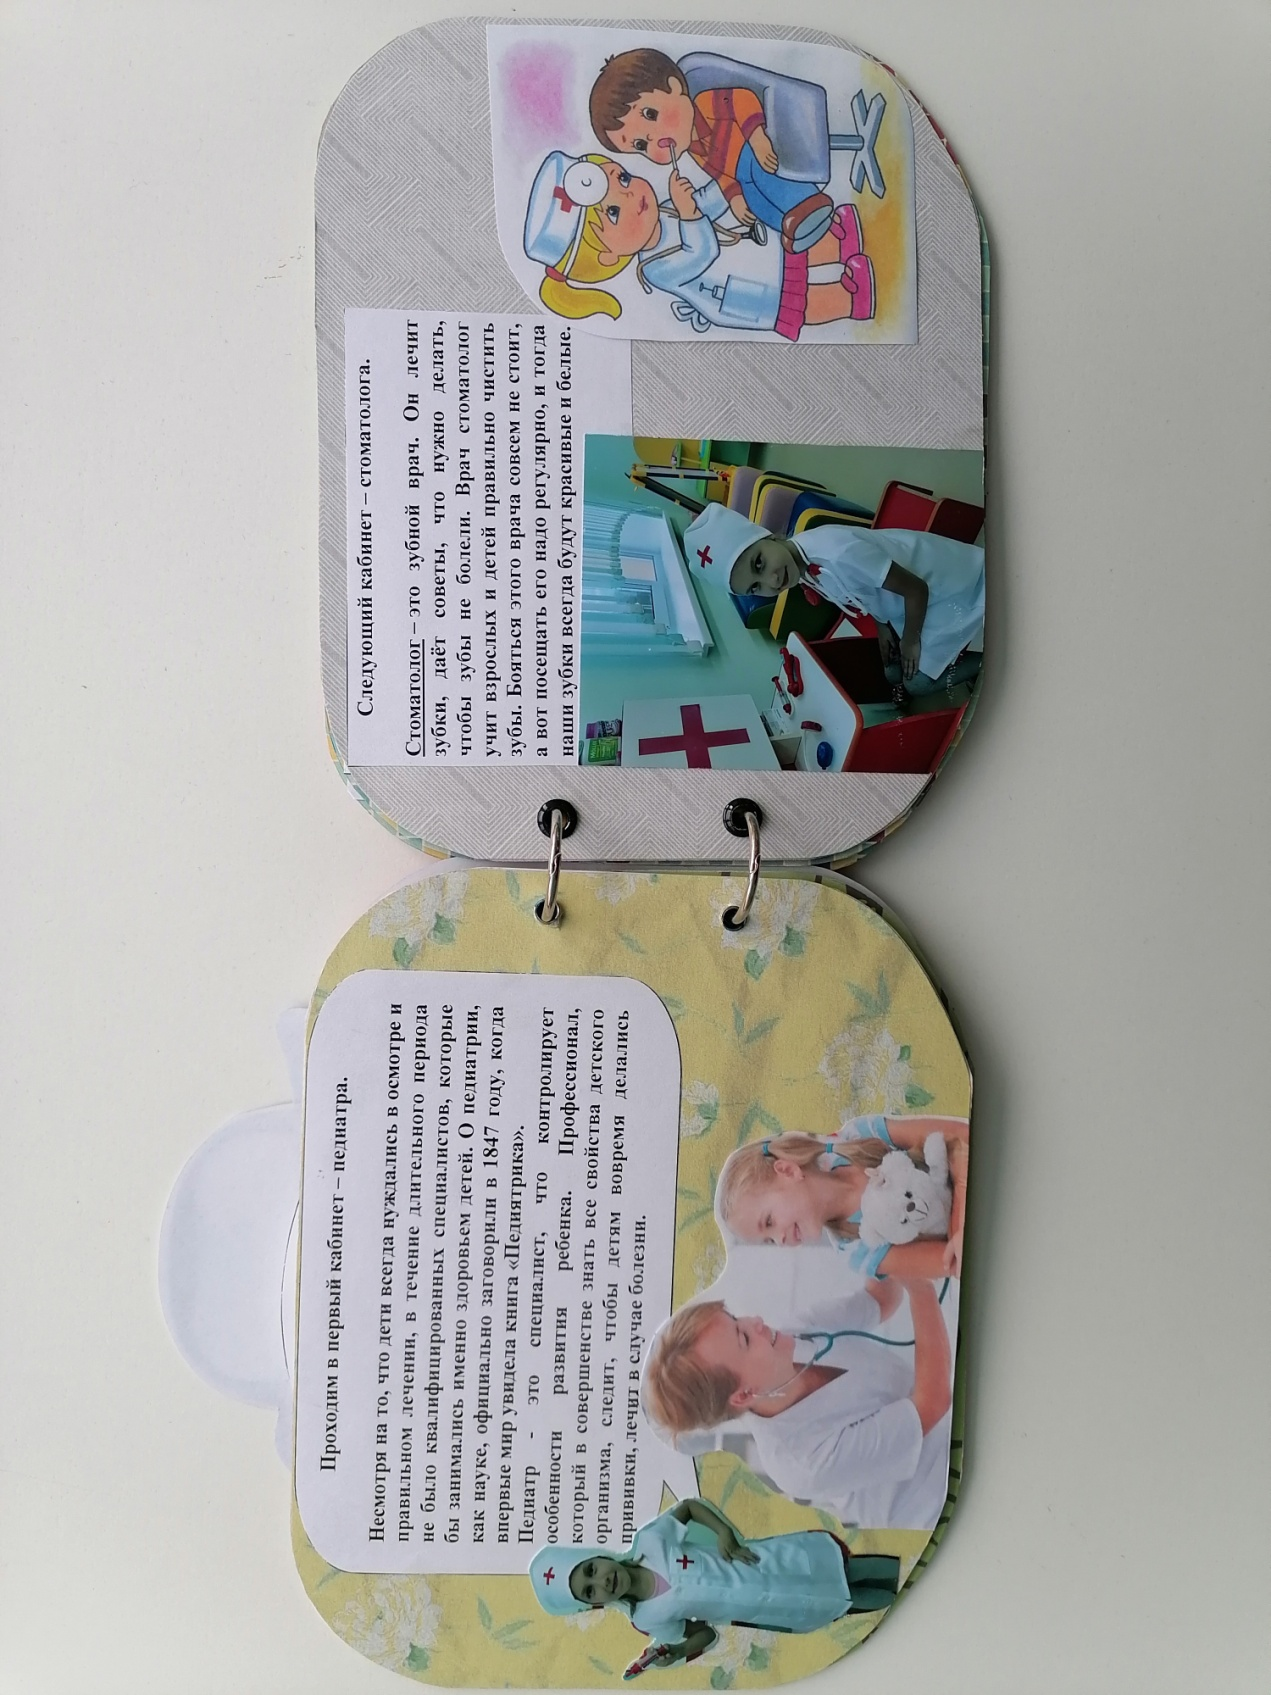 Проходим в первый кабинет – педиатра.
Несмотря на то, что дети всегда нуждались в осмотре и
правильном лечении, в течение длительного периода
не было квалифицированных специалистов, которые
бы занимались именно здоровьем детей. О педиатрии,
как науке, официально заговорили в 1847 году, когда
впервые мир увидела книга «Педиятрика».
Педиатр - это специалист, что контролирует
особенности развития ребенка. Профессионал,
который в совершенстве знать все свойства детского
организма, следит, чтобы детям вовремя делались
прививки, лечит в случае болезни.
Следующий кабинет – стоматолога.
Стоматолог – это зубной врач. Он лечит
зубки, даёт советы, что нужно делать,
чтобы зубы не болели. Врач стоматолог
учит взрослых и детей правильно чистить
зубы. Бояться этого врача совсем не стоит,
а вот посещать его надо регулярно, и тогда
наши зубки всегда будут красивые и белые.